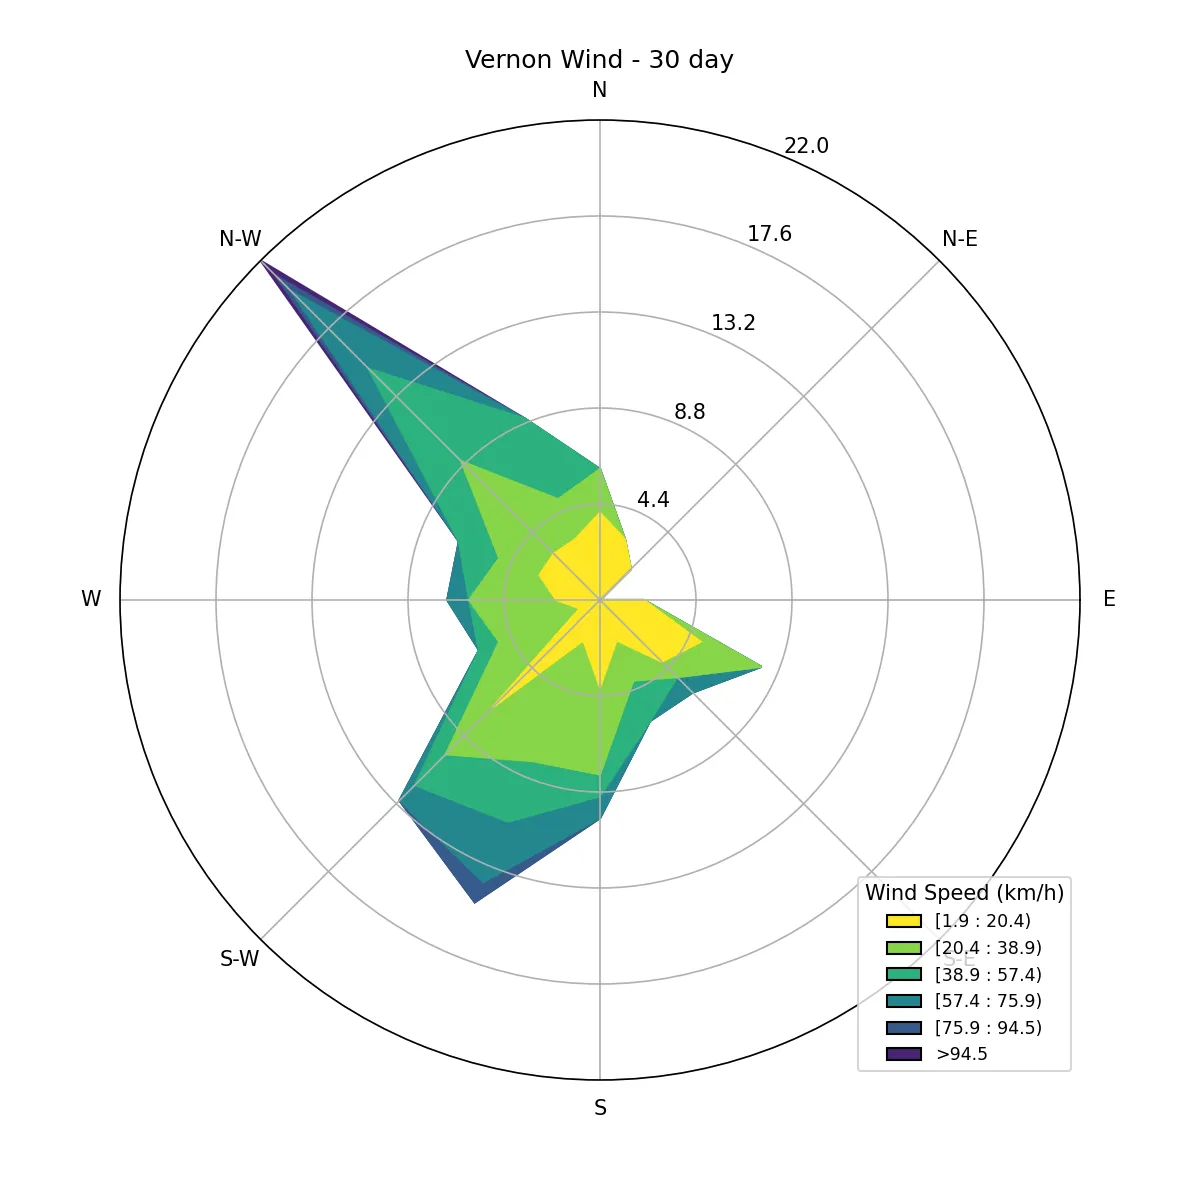 Vernon Wind - 30 day
N
22.0
17.6
N-W
N-E
13.2
8.8
4.4
W
E
S-W
S-E
S
Wind Speed (km/h)
[1.9 : 20.4)
[20.4 : 38.9)
[38.9 : 57.4)
[57.4 : 75.9)
[75.9 : 94.5)
>94.5